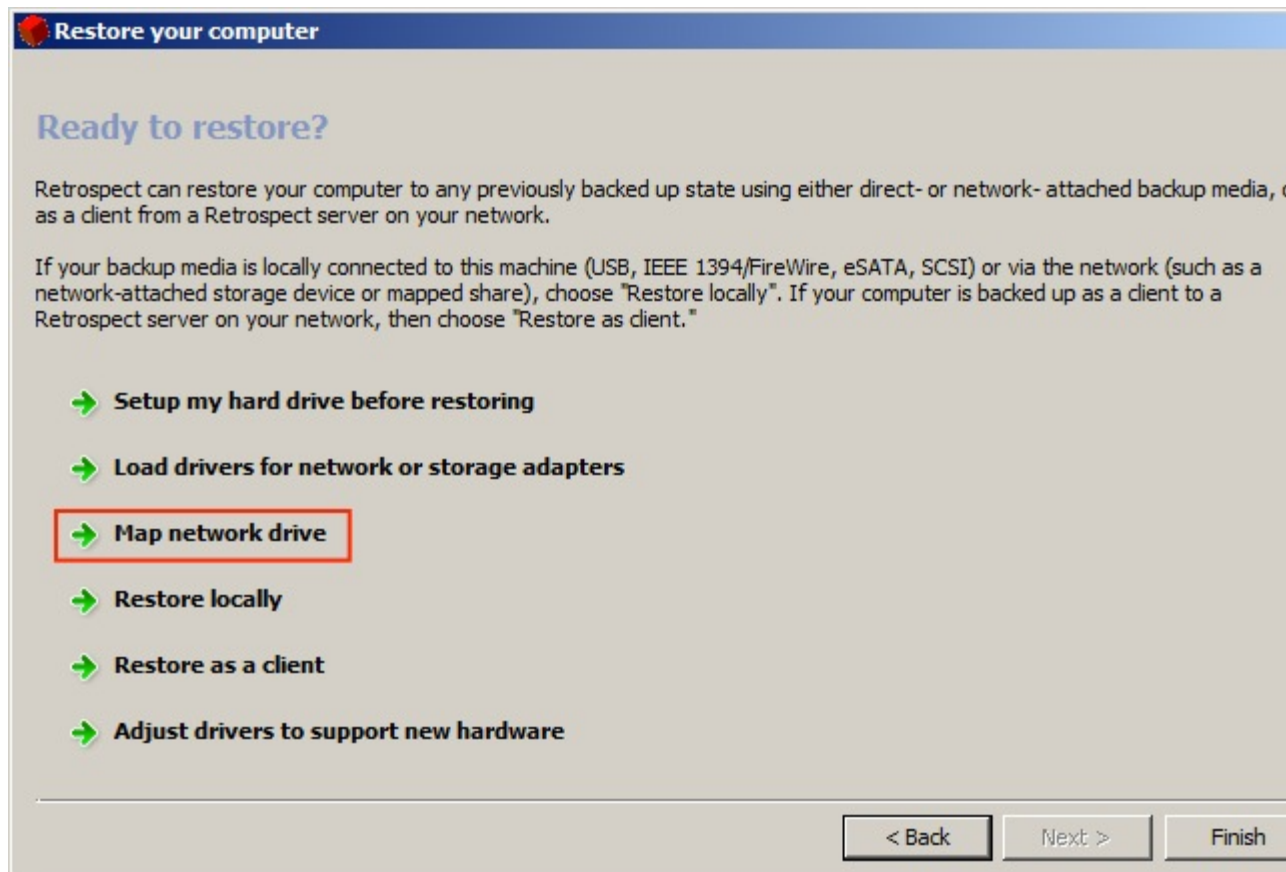 Restore your computer
Ready to restore?
Retrospect can restore your computer to any previously backed up state using either direct- or network- attached backup media,
as a client from a Retrospect server on your network.
If your backup media is locally connected to this machine (USB, IEEE 1394/FireWire, eSATA, SCSI) or via the network (such as a
network-attached storage device or mapped share), choose "Restore locally". If your computer is backed up as a client to a
Retrospect server on your network, then choose "Restore as client."
Setup my hard drive before restoring
Load drivers for network or storage adapters
Map network drive
Restore locally
Restore as a client
Adjust drivers to support new hardware
< Back
Next >
Finish